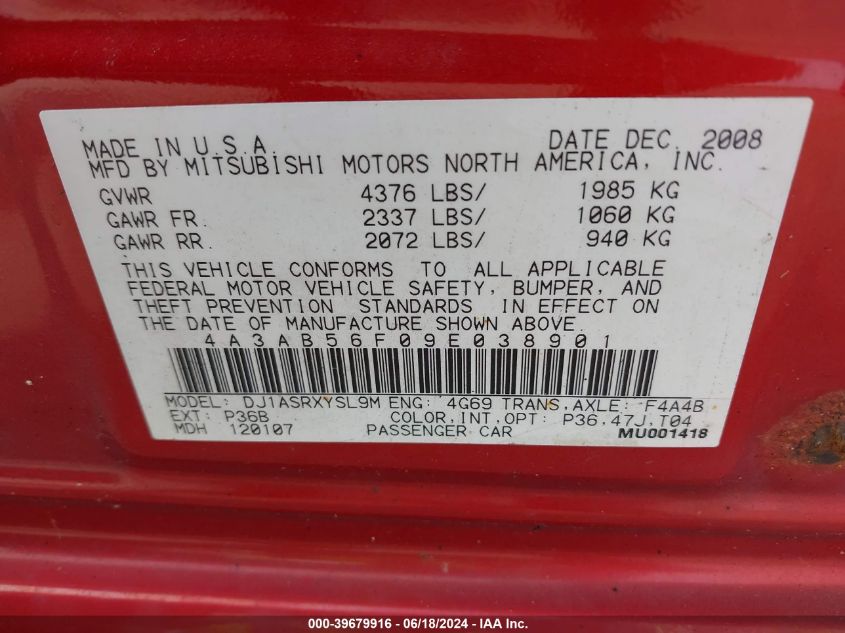 MADE IN U.S.A. DATE DEC. 2008
MFD BY MITSUBISHI MOTORS NORTH AMERICA, INC.
GVWR 4376 LBS/ 1985 KG
GAWR FR. 2337 LBS/ 1060 KG
GAWR RR. 2072 LBS/ 940 KG
THIS VEHICLE CONFORMS TO ALL APPLICABLE
FEDERAL MOTOR VEHICLE SAFETY, BUMPER, AND
THEFT PREVENTION STANDARDS IN EFFECT ON
THE DATE OF MANUFACTURE SHOWN ABOVE.
4A3AB56F09E038901
MODEL: DJ1ASRXYSL9M ENG: 4G69 TRANS,AXLE: F4A4B
EXT: P36B COLOR,INT,OPT: P36,47J,T04
MDH 120107 PASSENGER CAR MU001418
000-39679916 - 06/18/2024 - IAA Inc.